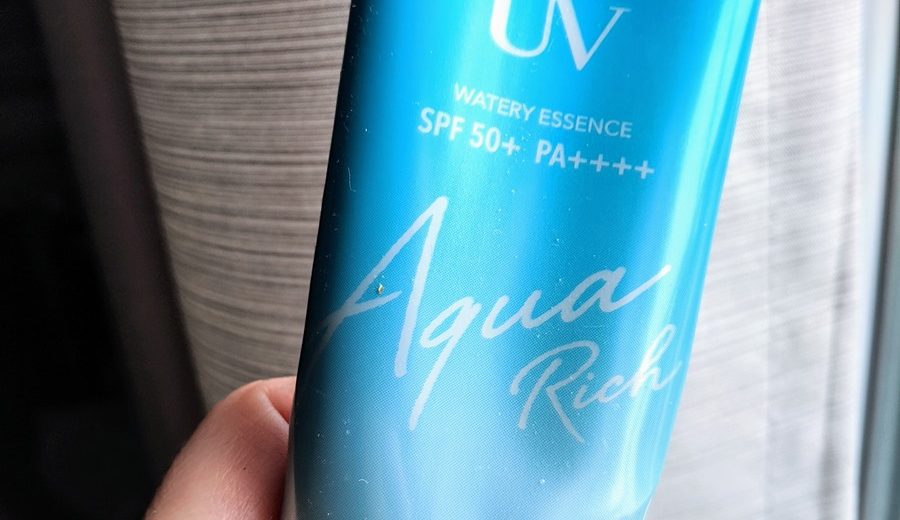 UV
WATERY ESSENCE
SPF 50+ PA++++
Aqua
Rich